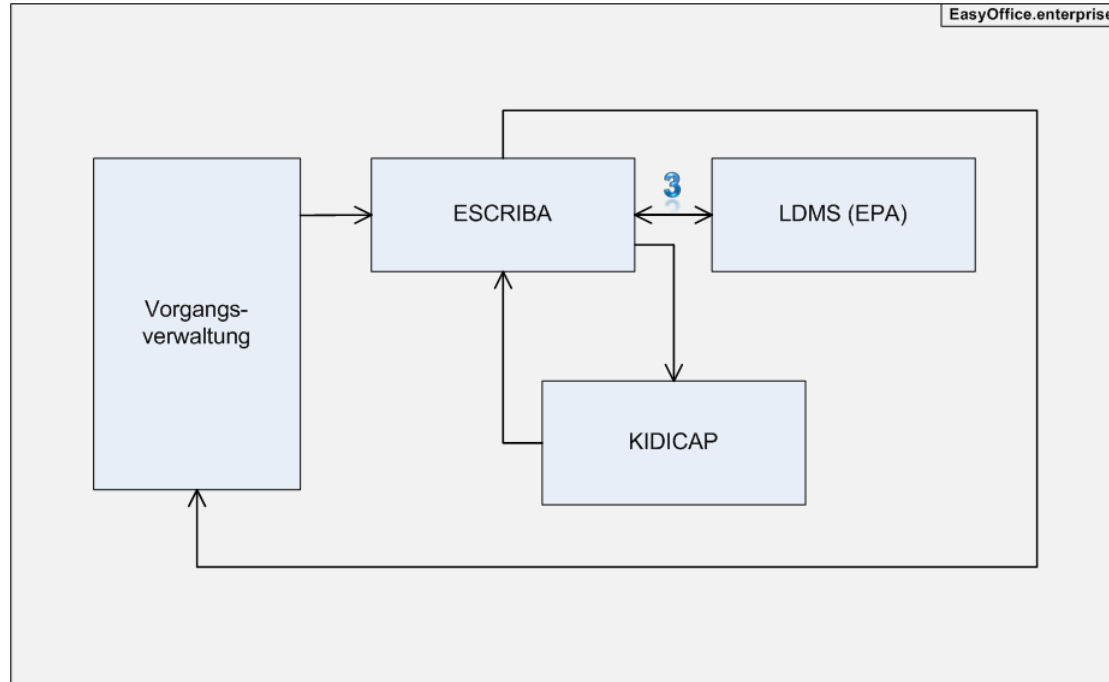 EasyOffice.enterprise
3
ESCRIBA
LDMS (EPA)
Vorgangs-
verwaltung
KIDICAP